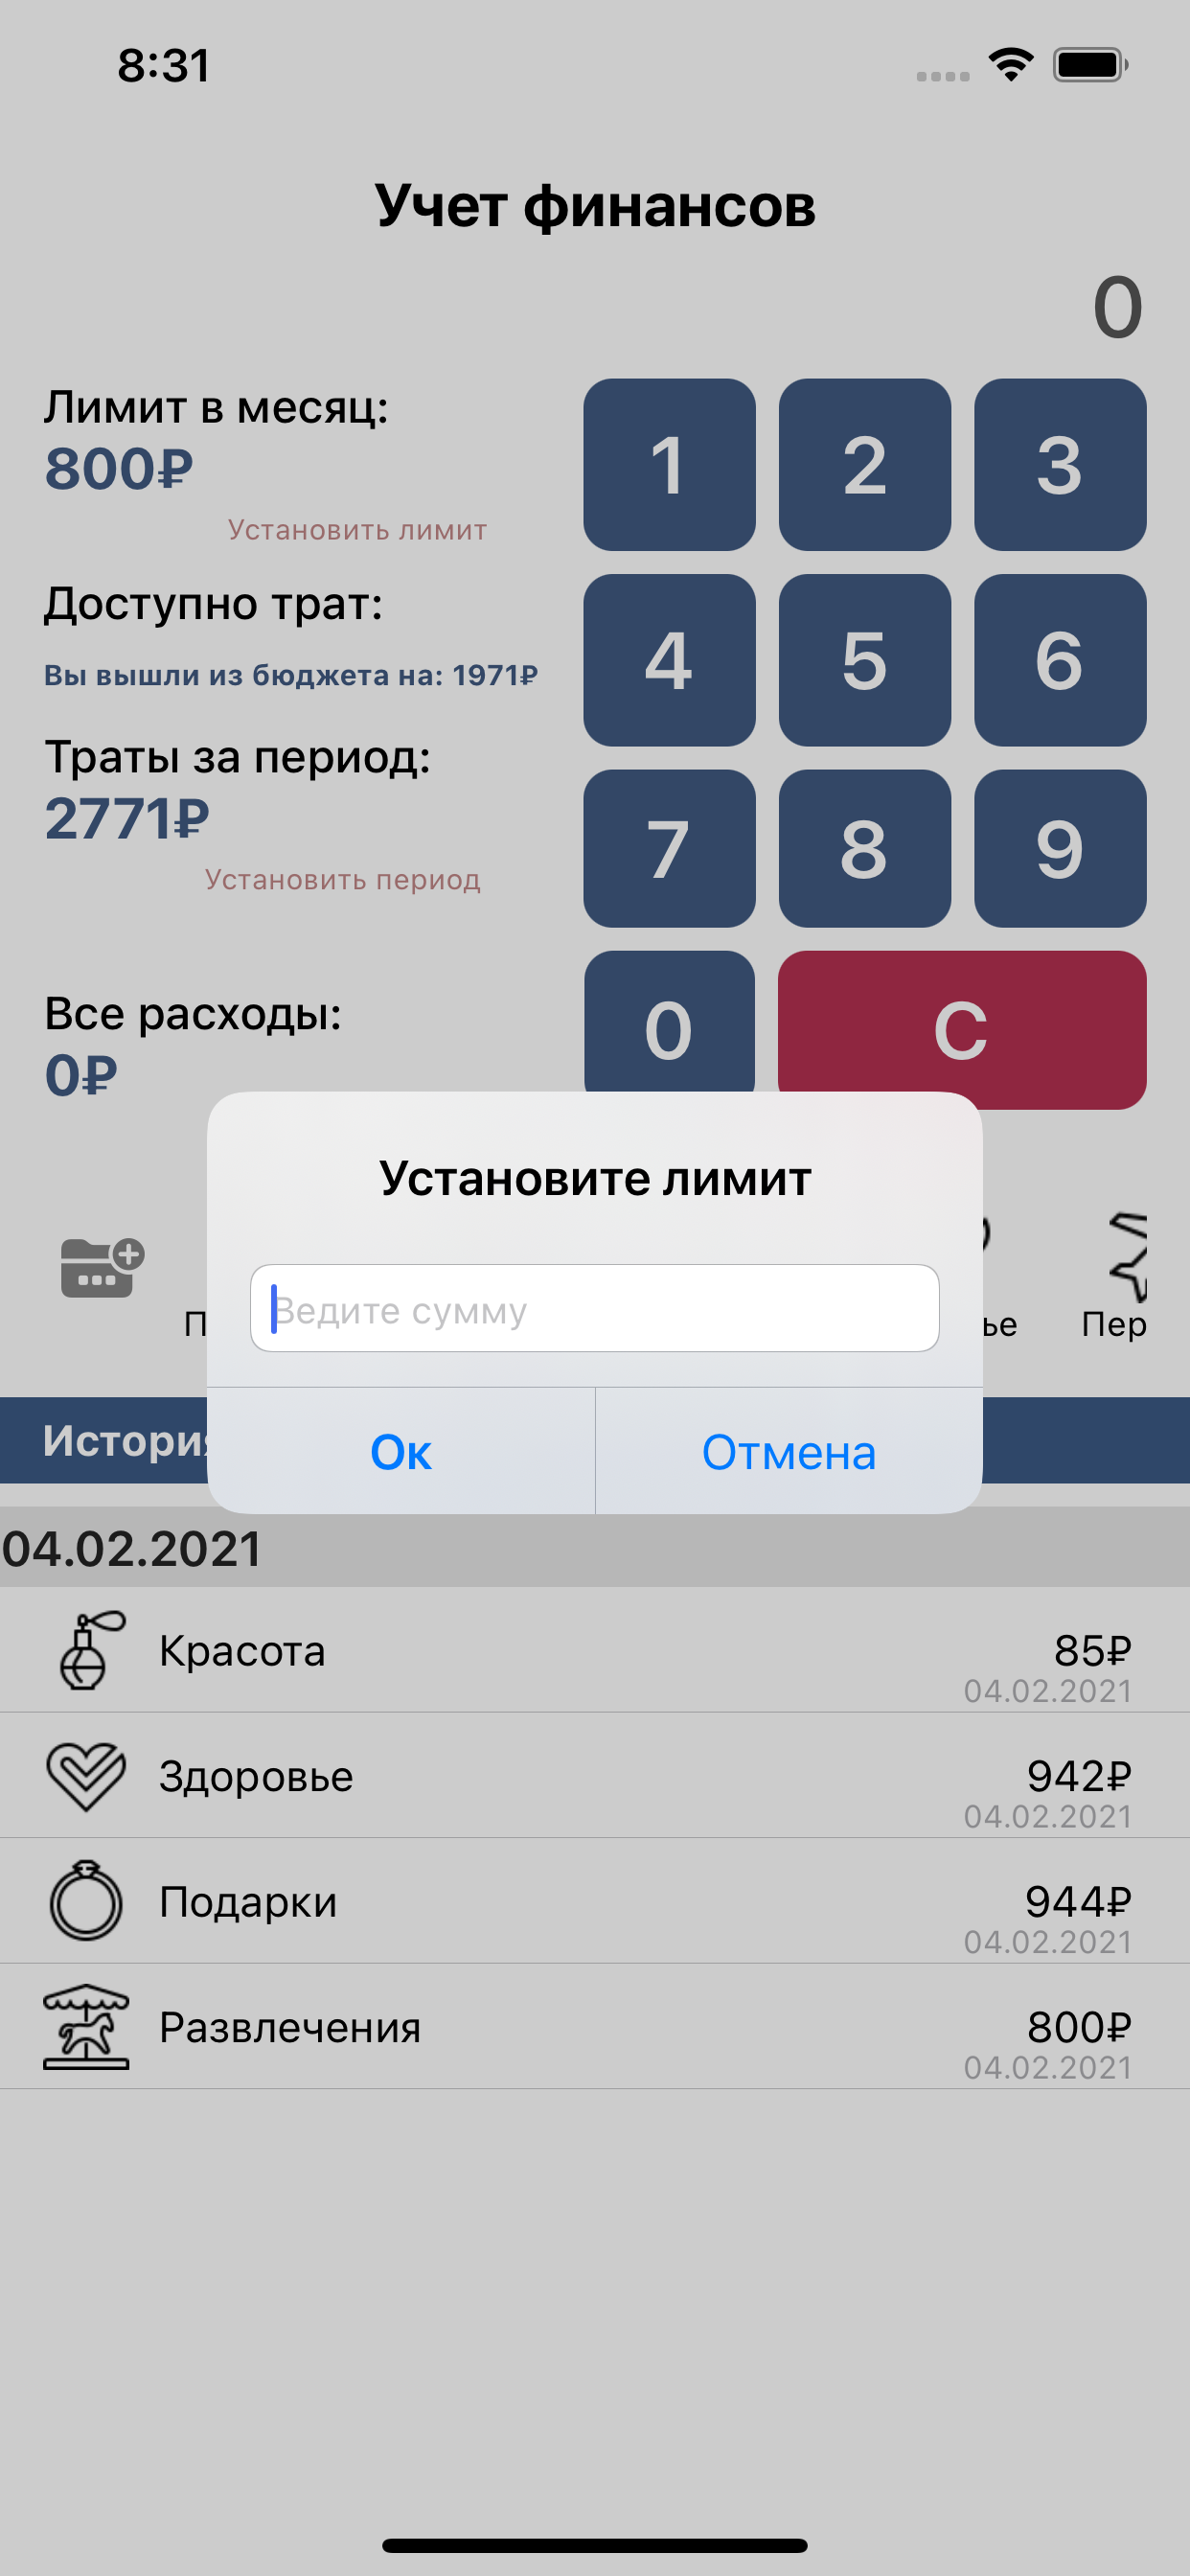 8:31
Учет финансов
0
Лимит в месяц:
800₽
Установить лимит
Доступно трат:
Вы вышли из бюджета на: 1971₽
Траты за период:
2771₽
Установить период
Все расходы:
0₽
1 2 3
4 5 6
7 8 9
0 C
Установите лимит
Ведите сумму
Ок Отмена
П ье Пер
История
04.02.2021
Красота 85₽
04.02.2021
Здоровье 942₽
04.02.2021
Подарки 944₽
04.02.2021
Развлечения 800₽
04.02.2021